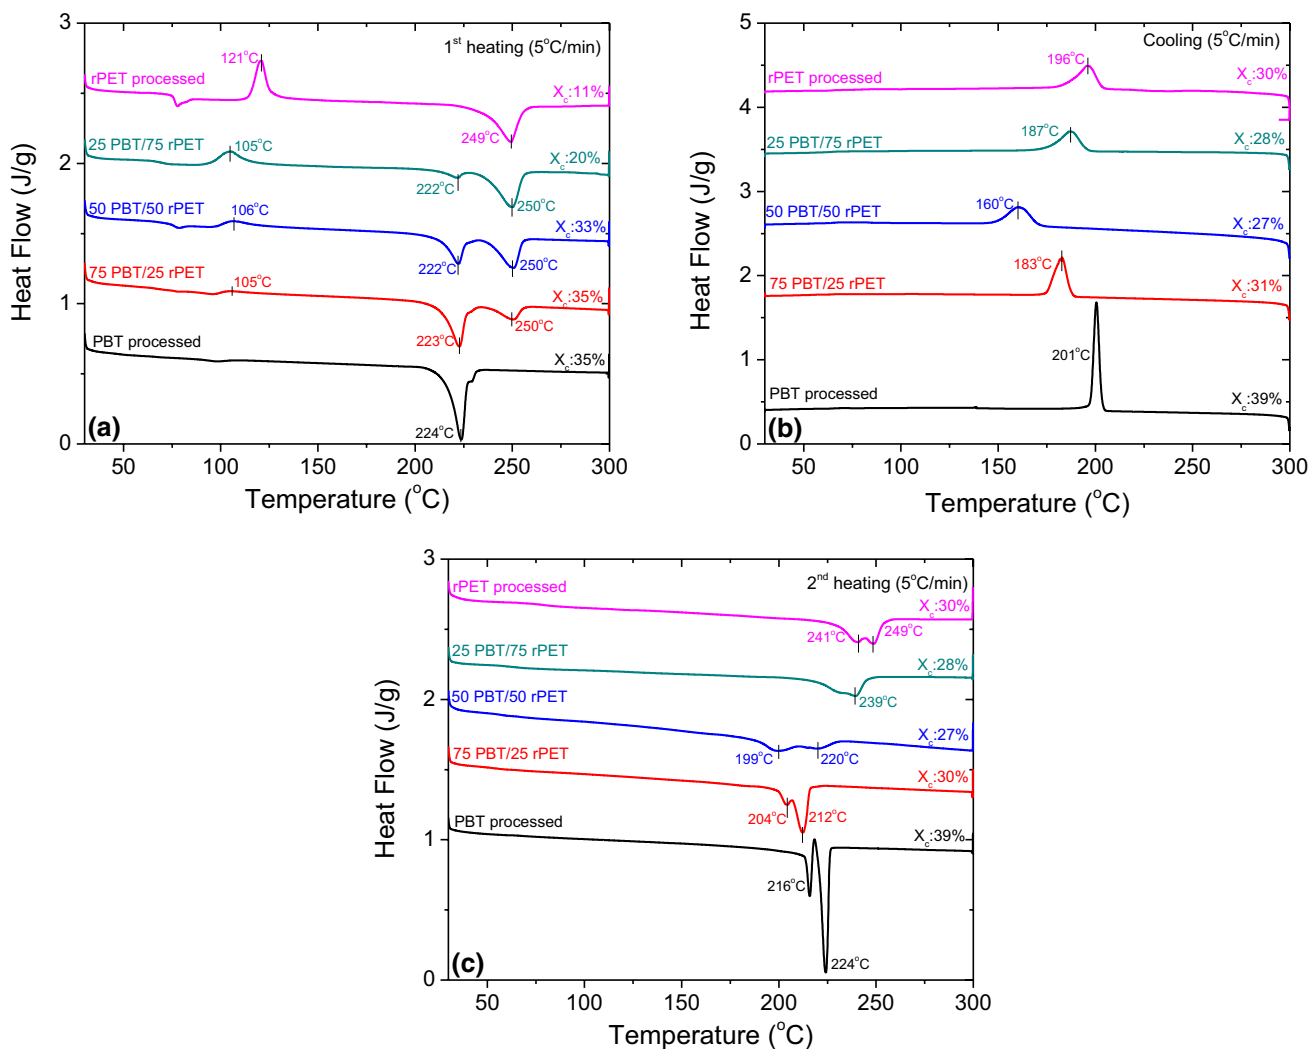 1st heating (5°C/min)
rPET processed
121°C
Xc:11%
249°C
25 PBT/75 rPET
105°C
Xc:20%
222°C
250°C
50 PBT/50 rPET
106°C
Xc:33%
222°C
250°C
75 PBT/25 rPET
105°C
Xc:35%
223°C
250°C
PBT processed
Xc:35%
224°C
(a)
Heat Flow (J/g)
0
1
2
3
50 100 150 200 250 300
Temperature (°C)
Cooling (5°C/min)
rPET processed
196°C
Xc:30%
25 PBT/75 rPET
187°C
Xc:28%
50 PBT/50 rPET
160°C
Xc:27%
75 PBT/25 rPET
183°C
Xc:31%
201°C
PBT processed
Xc:39%
(b)
Heat Flow (J/g)
0
1
2
3
4
5
50 100 150 200 250 300
Temperature (°C)
2nd heating (5°C/min)
rPET processed
Xc:30%
241°C
249°C
25 PBT/75 rPET
Xc:28%
239°C
50 PBT/50 rPET
Xc:27%
199°C
220°C
75 PBT/25 rPET
Xc:30%
204°C
212°C
PBT processed
Xc:39%
216°C
224°C
(c)
Heat Flow (J/g)
0
1
2
3
50 100 150 200 250 300
Temperature (°C)